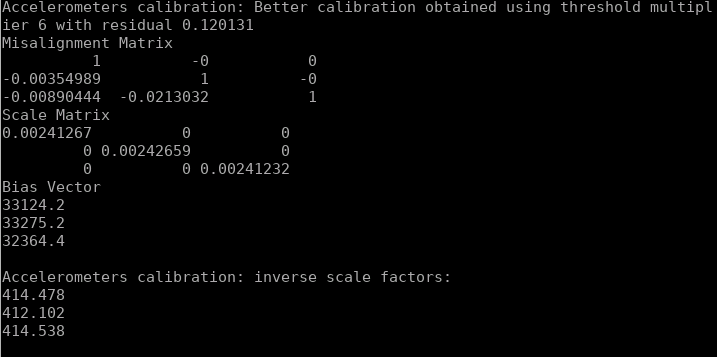 Accelerometers calibration: Better calibration obtained using threshold multipl
ier 6 with residual 0.120131
Misalignment Matrix
          1          -0           0
-0.00354989           1          -0
-0.00890444  -0.0213032           1
Scale Matrix
0.00241267          0          0
         0 0.00242659          0
         0          0 0.00241232
Bias Vector
33124.2
33275.2
32364.4

Accelerometers calibration: inverse scale factors:
414.478
412.102
414.538